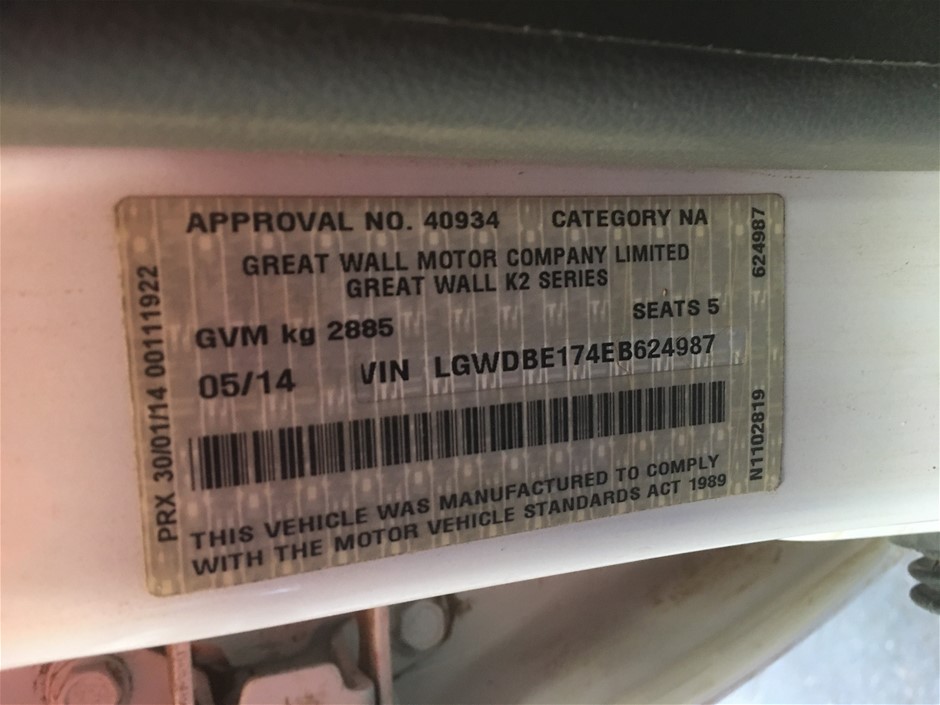 APPROVAL NO. 40934 CATEGORY NA
GREAT WALL MOTOR COMPANY LIMITED
GREAT WALL K2 SERIES
GVM kg 2885 SEATS 5
05/14 VIN LGWDBE174EB624987
THIS VEHICLE WAS MANUFACTURED TO COMPLY
WITH THE MOTOR VEHICLE STANDARDS ACT 1989
PRX 30/01/14 00111922
N1102819 624987